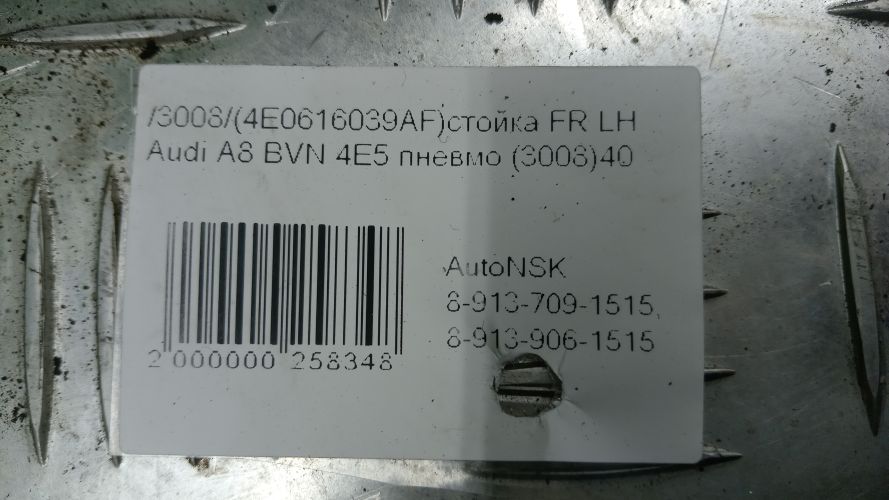 /3008/(4E0616039AF)стойка FR LH
Audi A8 BVN 4E5 пневмо (3008)40
AutoNSK
8-913-709-1515,
8-913-906-1515
2 000000 258348